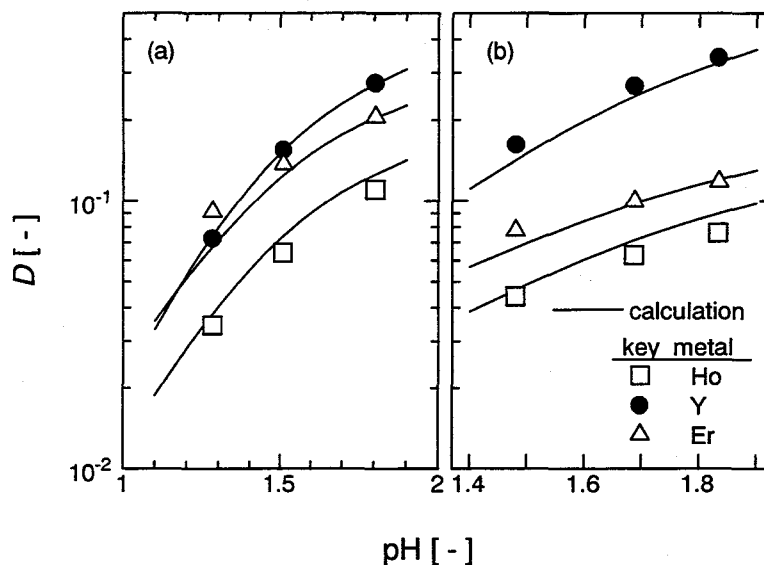 (a)
(b)
D [ - ]
10⁻¹
10⁻²
calculation
key metal
Ho
Y
Er
1
1.5
2
1.4
1.6
1.8
pH [ - ]